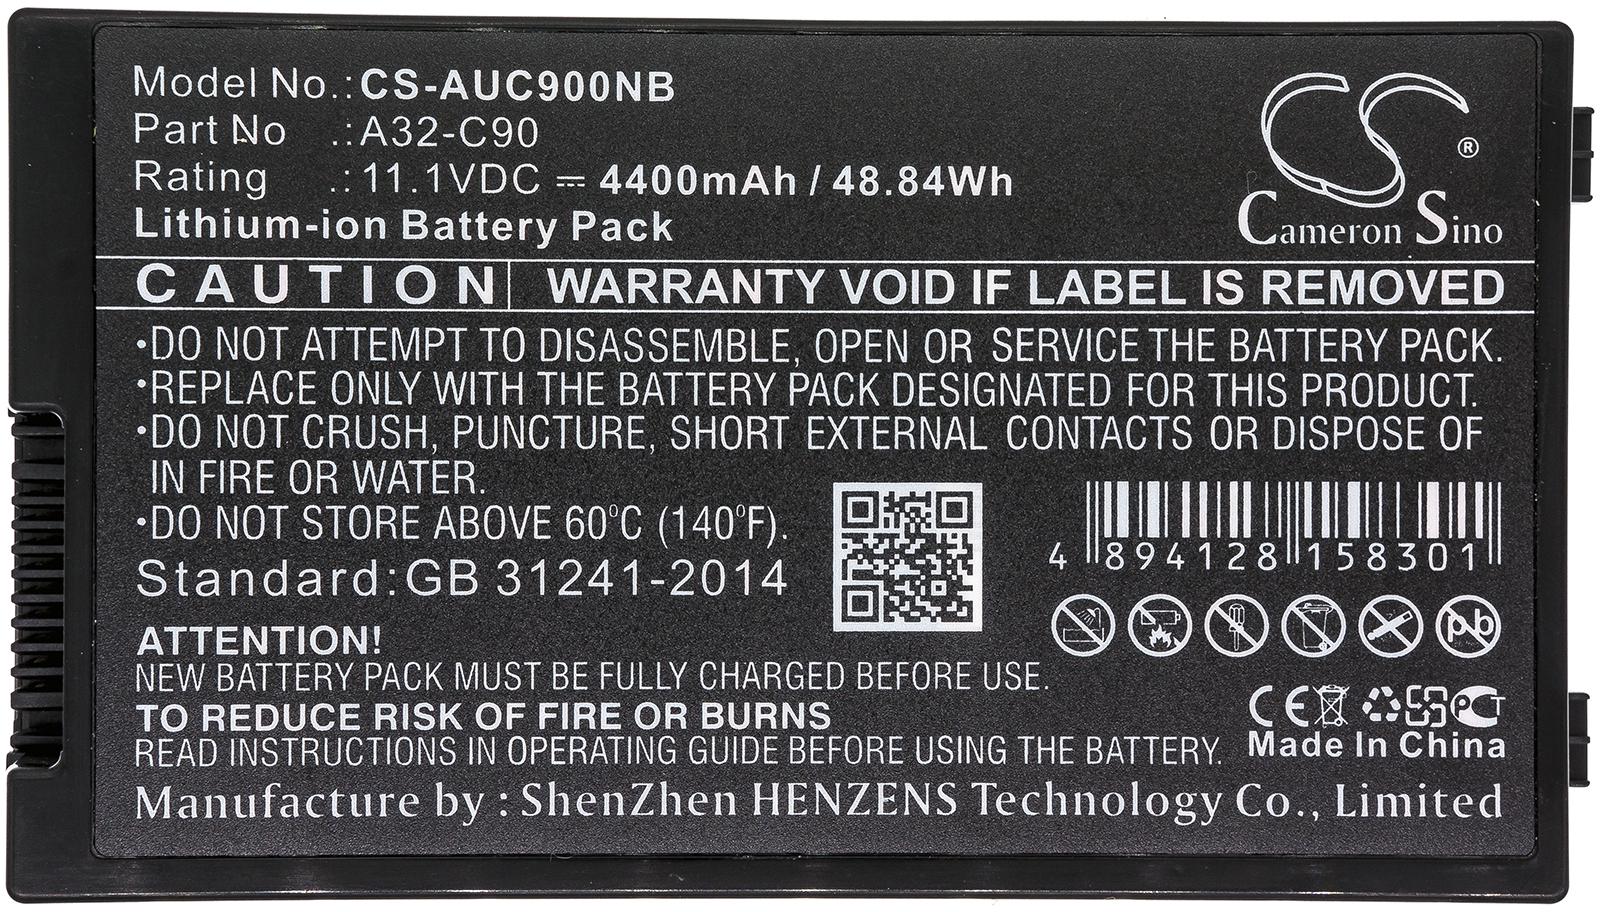 Model No.:CS-AUC900NB
Part No .:A32-C90
Rating .:11.1VDC ⎓ 4400mAh / 48.84Wh
Lithium-ion Battery Pack
CS ®
Cameron Sino
CAUTION WARRANTY VOID IF LABEL IS REMOVED
•DO NOT ATTEMPT TO DISASSEMBLE, OPEN OR SERVICE THE BATTERY PACK.
•REPLACE ONLY WITH THE BATTERY PACK DESIGNATED FOR THIS PRODUCT.
•DO NOT CRUSH, PUNCTURE, SHORT EXTERNAL CONTACTS OR DISPOSE OF
IN FIRE OR WATER.
•DO NOT STORE ABOVE 60°C (140°F).
Standard:GB 31241-2014
4 894128 158301
Pb
ATTENTION!
NEW BATTERY PACK MUST BE FULLY CHARGED BEFORE USE.
TO REDUCE RISK OF FIRE OR BURNS
READ INSTRUCTIONS IN OPERATING GUIDE BEFORE USING THE BATTERY.
CE PCT
Made In China
Manufacture by : ShenZhen HENZENS Technology Co., Limited